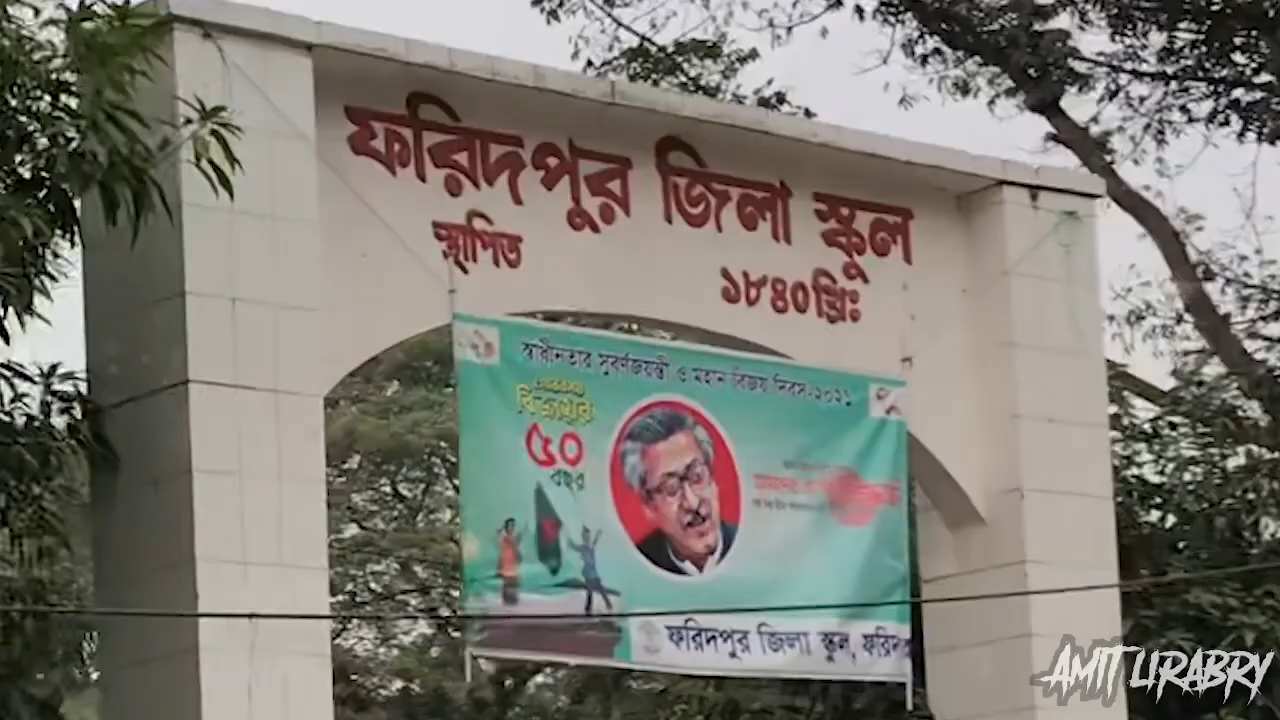 ফরিদপুর জিলা স্কুল
স্থাপিত
১৮৪০খ্রিঃ
স্বাধীনতার সুবর্ণজয়ন্তী ও মহান বিজয় দিবস-২০২১
বিজয়ের
৫০
বছর
ফরিদপুর জিলা স্কুল,
AMIT LIRABRY